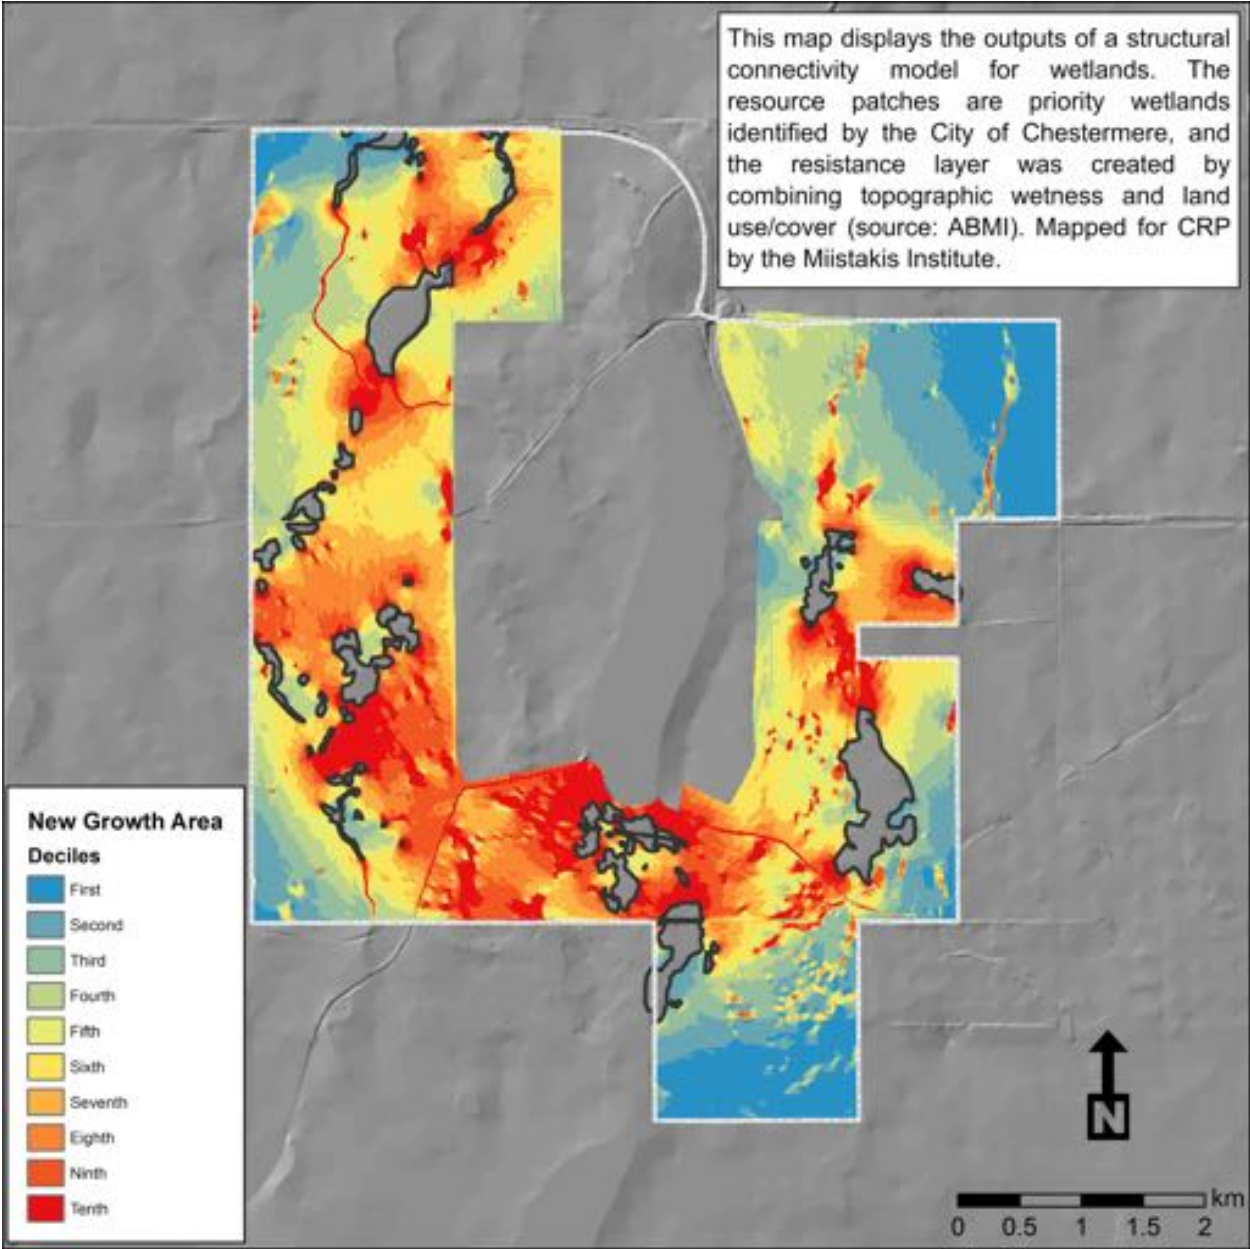 This map displays the outputs of a structural
connectivity model for wetlands. The
resource patches are priority wetlands
identified by the City of Chestermere, and
the resistance layer was created by
combining topographic wetness and land
use/cover (source: ABMI). Mapped for CRP
by the Miistakis Institute.
New Growth Area
Deciles
First
Second
Third
Fourth
Fifth
Sixth
Seventh
Eighth
Ninth
Tenth
N
km
0 0.5 1 1.5 2